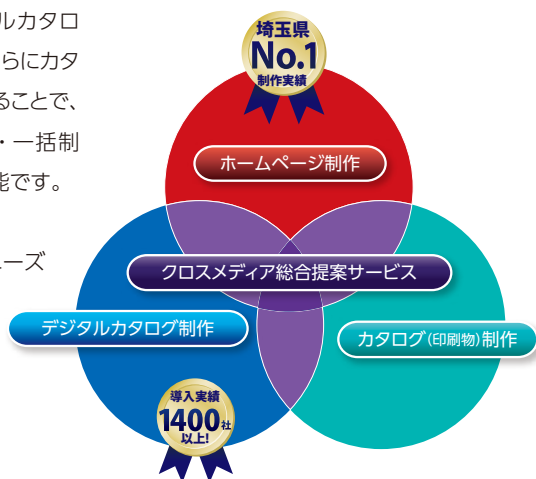 ルカタロ
らにカタ
ることで、
・一括制
能です。
ーズ
埼玉県
No.1
制作実績
ホームページ制作
クロスメディア総合提案サービス
デジタルカタログ制作
カタログ(印刷物)制作
導入実績
1400社
以上!